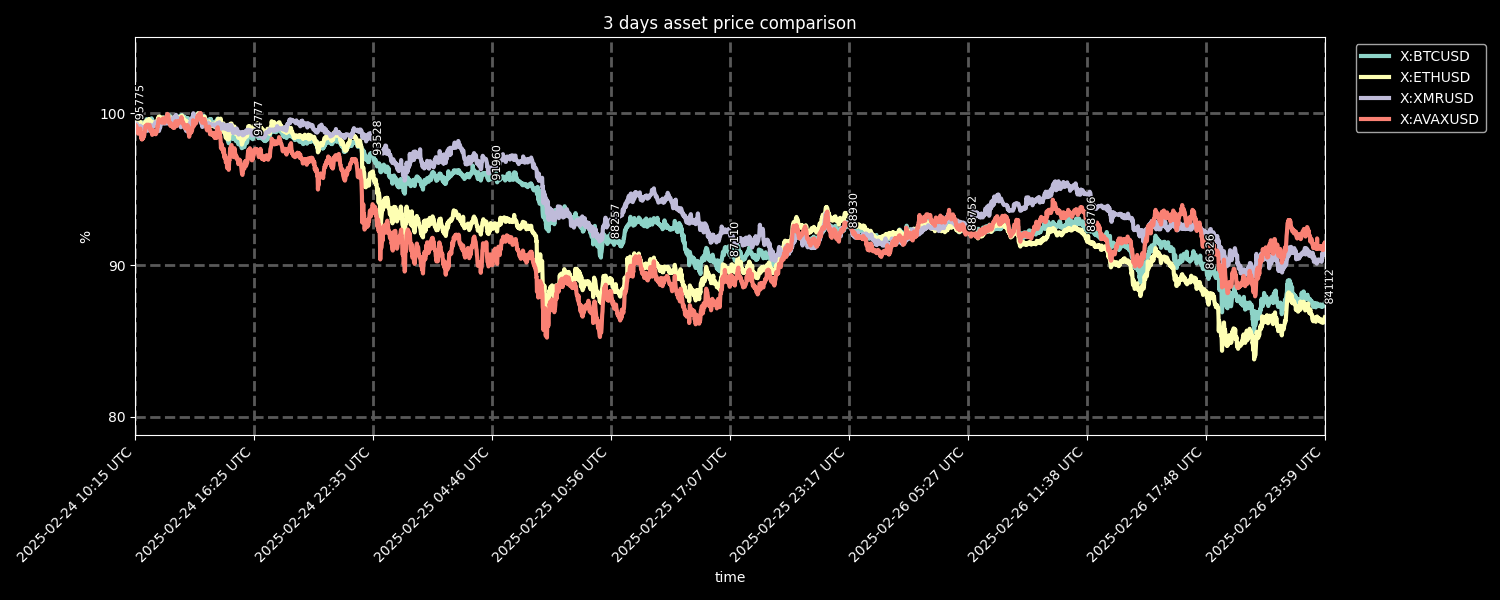 3 days asset price comparison
X:BTCUSD
X:ETHUSD
X:XMRUSD
X:AVAXUSD
%
100
90
80
95775
94777
93528
91960
88257
87110
88930
88752
88706
86326
84112
2025-02-24 10:15 UTC
2025-02-24 16:25 UTC
2025-02-24 22:35 UTC
2025-02-25 04:46 UTC
2025-02-25 10:56 UTC
2025-02-25 17:07 UTC
2025-02-25 23:17 UTC
2025-02-26 05:27 UTC
2025-02-26 11:38 UTC
2025-02-26 17:48 UTC
2025-02-26 23:59 UTC
time